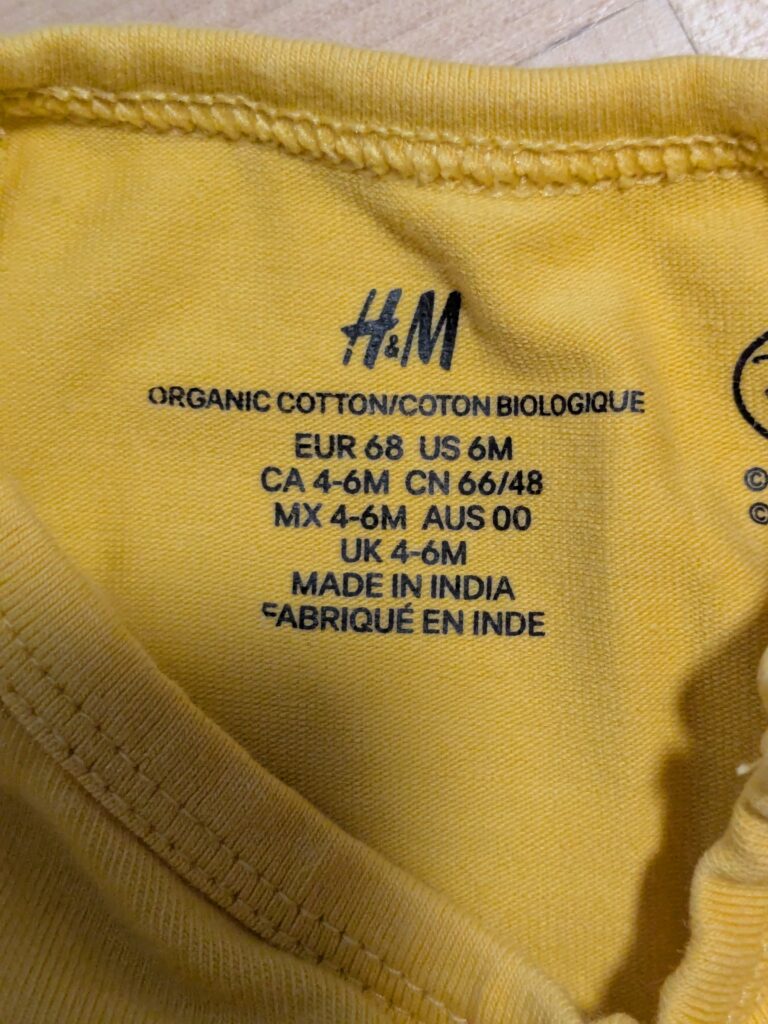 H&M
ORGANIC COTTON/COTON BIOLOGIQUE
EUR 68 US 6M
CA 4-6M CN 66/48
MX 4-6M AUS 00
UK 4-6M
MADE IN INDIA
FABRIQUÉ EN INDE
©
©